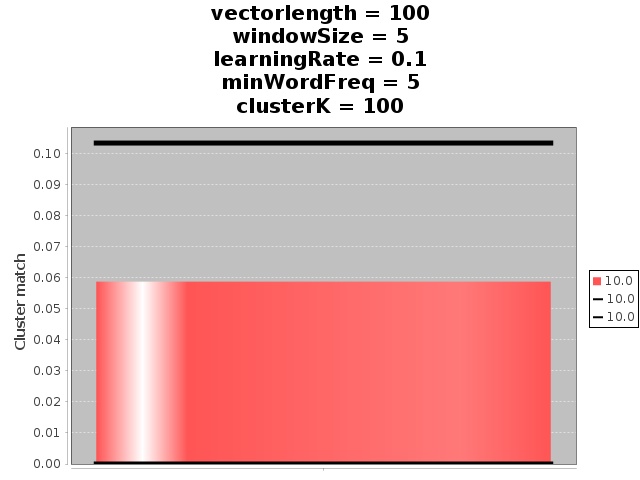 vectorlength = 100
windowSize = 5
learningRate = 0.1
minWordFreq = 5
clusterK = 100
0.10
0.09
0.08
0.07
0.06
0.05
0.04
0.03
0.02
0.01
0.00
Cluster match
10.0
10.0
10.0